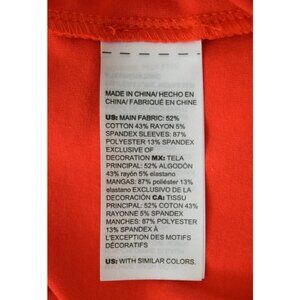 MADE IN CHINA/ HECHO EN
CHINA/ FABRIQUÉ EN CHINE
US: MAIN FABRIC: 52%
COTTON 43% RAYON 5%
SPANDEX SLEEVES: 87%
POLYESTER 13% SPANDEX
EXCLUSIVE OF
DECORATION MX: TELA
PRINCIPAL: 52% ALGODÓN
43% rayón 5% elastano
MANGAS: 87% poliéster 13%
elastano EXCLUSIVO DE LA
DECORACIÓN CA: TISSU
PRINCIPAL: 52% COTON 43%
RAYONNE 5% SPANDEX
MANCHES: 87% POLYESTER
13% SPANDEX À
L'EXCEPTION DES MOTIFS
DÉCORATIFS
US: WITH SIMILAR COLORS.